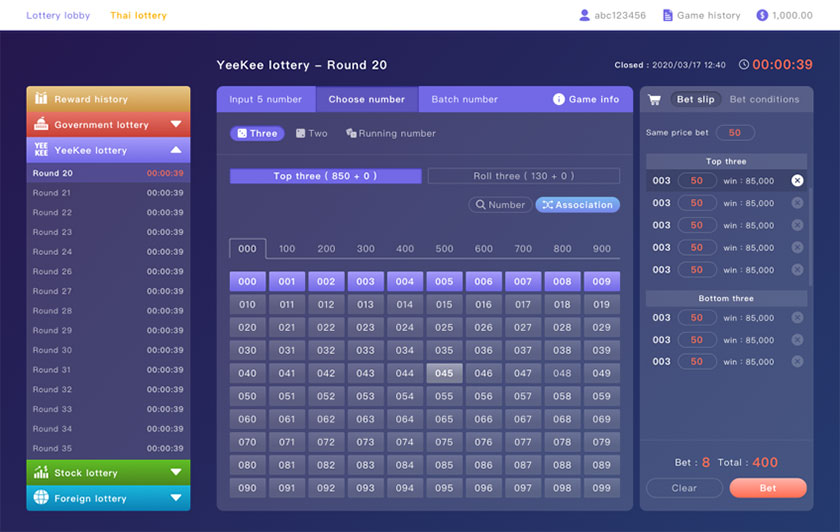 Lottery lobby
Thai lottery
abc123456
Game history
$ 1,000.00
YeeKee lottery – Round 20
Closed : 2020/03/17 12:40
00:00:39
Reward history
Government lottery
YEE KEE YeeKee lottery
Round 20 00:00:39
Round 21 00:00:39
Round 22 00:00:39
Round 23 00:00:39
Round 24 00:00:39
Round 26 00:00:39
Round 27 00:00:39
Round 28 00:00:39
Round 29 00:00:39
Round 30 00:00:39
Round 31 00:00:39
Round 32 00:00:39
Round 33 00:00:39
Round 34 00:00:39
Round 35 00:00:39
Stock lottery
Foreign lottery
Input 5 number
Choose number
Batch number
Game info
Three
Two
Running number
Top three ( 850 + 0 )
Roll three ( 130 + 0 )
Number
Association
000 100 200 300 400 500 600 700 800 900
000 001 002 003 004 005 006 007 008 009
010 011 012 013 014 015 016 017 018 019
020 021 022 023 024 025 026 027 028 029
030 031 032 033 034 035 036 037 038 039
040 041 042 043 044 045 046 047 048 049
050 051 052 053 054 055 056 057 058 059
060 061 062 063 064 065 066 067 068 069
070 071 072 073 074 075 076 077 078 079
080 081 082 083 084 085 086 087 088 089
090 091 092 093 094 095 096 097 098 099
Bet slip
Bet conditions
Same price bet 50
Top three
003 50 win : 85,000
003 50 win : 85,000
003 50 win : 85,000
003 50 win : 85,000
003 50 win : 85,000
Bottom three
003 50 win : 85,000
003 50 win : 85,000
003 50 win : 85,000
Bet : 8 Total : 400
Clear
Bet